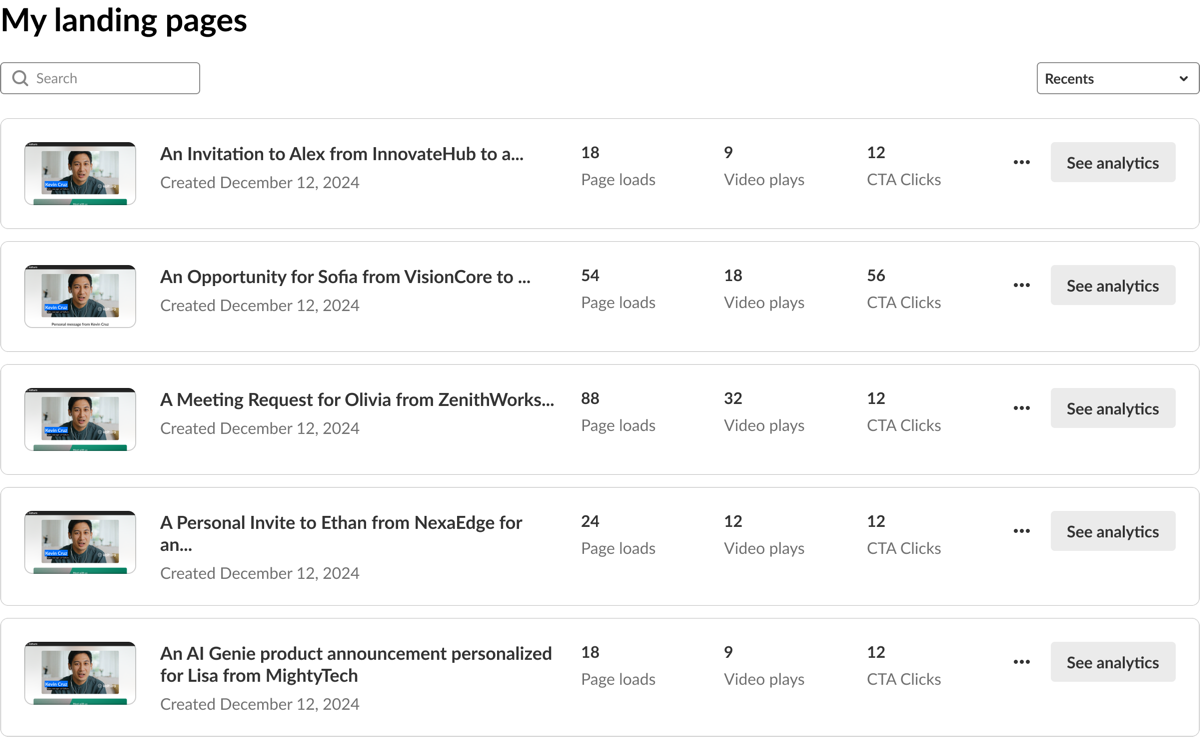 My landing pages
Search
Recents
An Invitation to Alex from InnovateHub to a...
Created December 12, 2024
18
Page loads
9
Video plays
12
CTA Clicks
See analytics
Kevin Cruz
An Opportunity for Sofia from VisionCore to ...
Created December 12, 2024
54
Page loads
18
Video plays
56
CTA Clicks
See analytics
Kevin Cruz
Personal message from Kevin Cruz
A Meeting Request for Olivia from ZenithWorks...
Created December 12, 2024
88
Page loads
32
Video plays
12
CTA Clicks
See analytics
Kevin Cruz
A Personal Invite to Ethan from NexaEdge for
an...
Created December 12, 2024
24
Page loads
12
Video plays
12
CTA Clicks
See analytics
Kevin Cruz
An AI Genie product announcement personalized
for Lisa from MightyTech
Created December 12, 2024
18
Page loads
9
Video plays
12
CTA Clicks
See analytics
Kevin Cruz